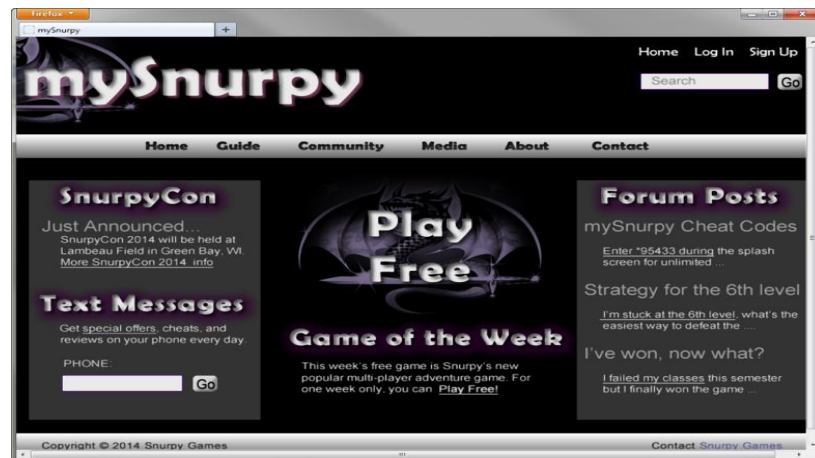 Firefox
mySnurpy
+
mySnurpy
Home Log In Sign Up
Search Go
Home Guide Community Media About Contact
SnurpyCon
Just Announced...
SnurpyCon 2014 will be held at
Lambeau Field in Green Bay, WI.
More SnurpyCon 2014 info
Text Messages
Get special offers, cheats, and
reviews on your phone every day.
PHONE:
Go
Play
Free
Game of the Week
This week's free game is Snurpy's new
popular multi-player adventure game. For
one week only, you can Play Free!
Forum Posts
mySnurpy Cheat Codes
Enter *95433 during the splash
screen for unlimited ...
Strategy for the 6th level
I'm stuck at the 6th level, what's the
easiest way to defeat the ....
I've won, now what?
I failed my classes this semester
but I finally won the game ...
Copyright © 2014 Snurpy Games
Contact Snurpy Games